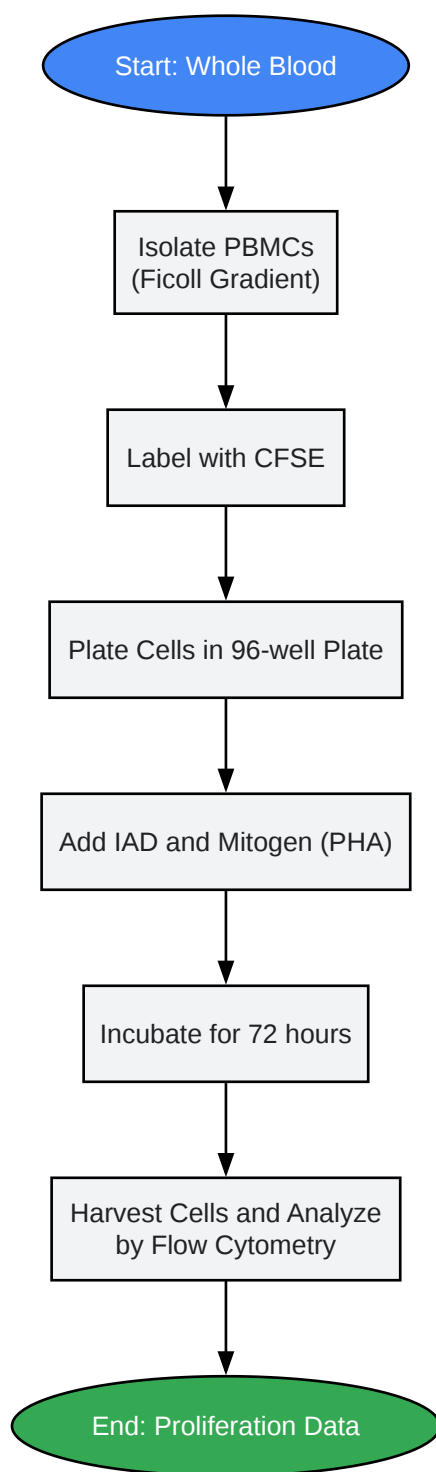 Start: Whole Blood
Isolate PBMCs
(Ficoll Gradient)
Label with CFSE
Plate Cells in 96-well Plate
Add IAD and Mitogen (PHA)
Incubate for 72 hours
Harvest Cells and Analyze
by Flow Cytometry
End: Proliferation Data